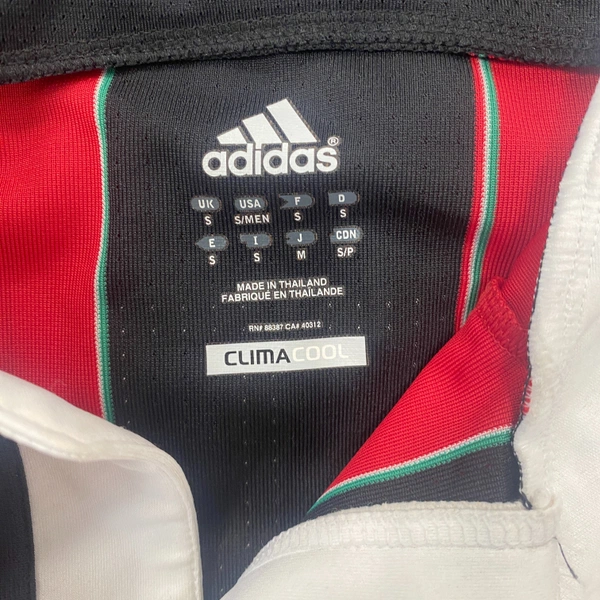 adidas®
UK USA F D
S S/MEN S S
E I J CDN
S S M S/P
MADE IN THAILAND
FABRIQUÉ EN THAÏLANDE
RN# 88387 CA# 40312
CLIMACOOL